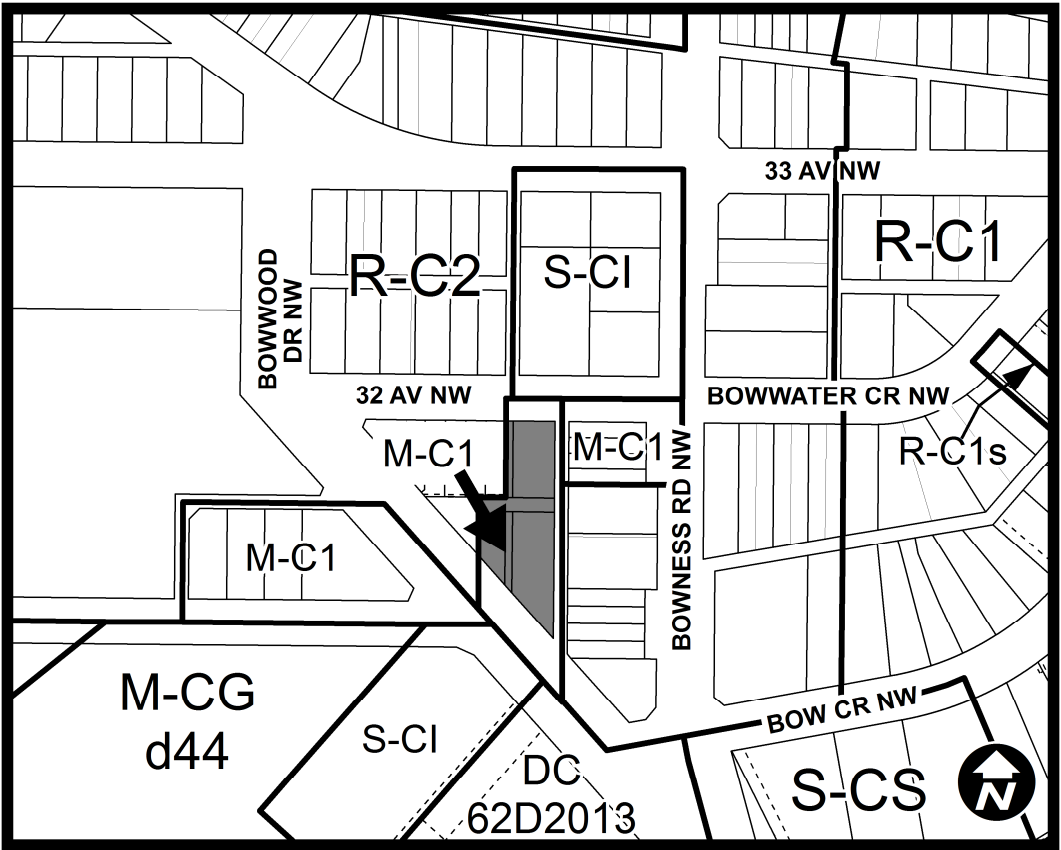 33 AV NW
R-C1
R-C2
S-CI
BOWWOOD
DR NW
32 AV NW
BOWWATER CR NW
M-C1
M-C1
R-C1s
BOWNESS RD NW
M-C1
M-CG
d44
S-CI
BOW CR NW
DC
62D2013
S-CS
N